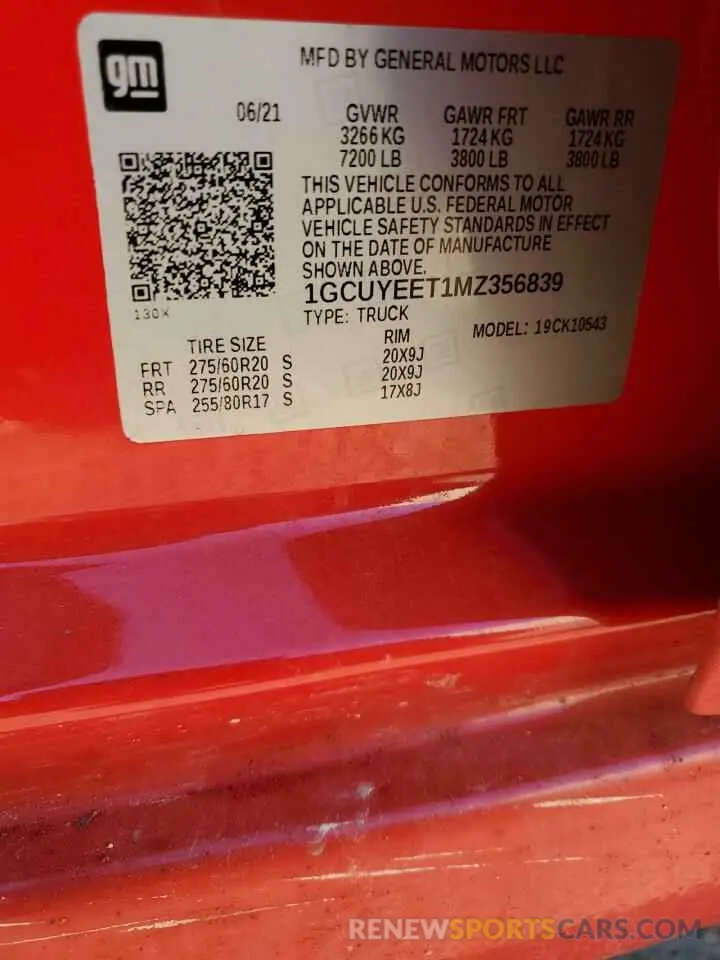 gm
MFD BY GENERAL MOTORS LLC
06/21 GVWR GAWR FRT GAWR RR
3266 KG 1724 KG 1724 KG
7200 LB 3800 LB 3800 LB
THIS VEHICLE CONFORMS TO ALL
APPLICABLE U.S. FEDERAL MOTOR
VEHICLE SAFETY STANDARDS IN EFFECT
ON THE DATE OF MANUFACTURE
SHOWN ABOVE.
1GCUYEET1MZ356839
130X
TYPE: TRUCK MODEL: 19CK10543
TIRE SIZE RIM
FRT 275/60R20 S 20X9J
RR 275/60R20 S 20X9J
SPA 255/80R17 S 17X8J
RENEWSPORTSCARS.COM